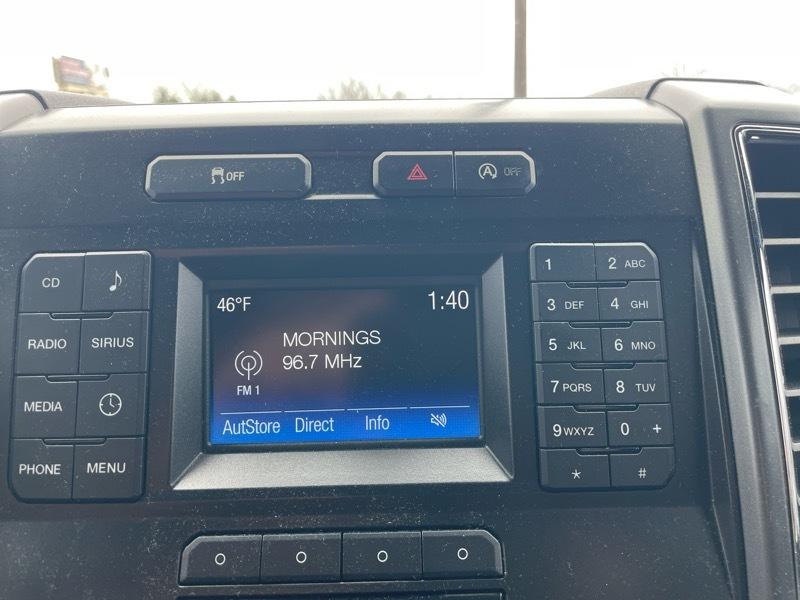 OFF
OFF
CD
RADIO SIRIUS
MEDIA
PHONE MENU
46°F 1:40
MORNINGS
96.7 MHz
FM 1
AutStore Direct Info
1 2 ABC
3 DEF 4 GHI
5 JKL 6 MNO
7 PQRS 8 TUV
9 WXYZ 0 +
* #